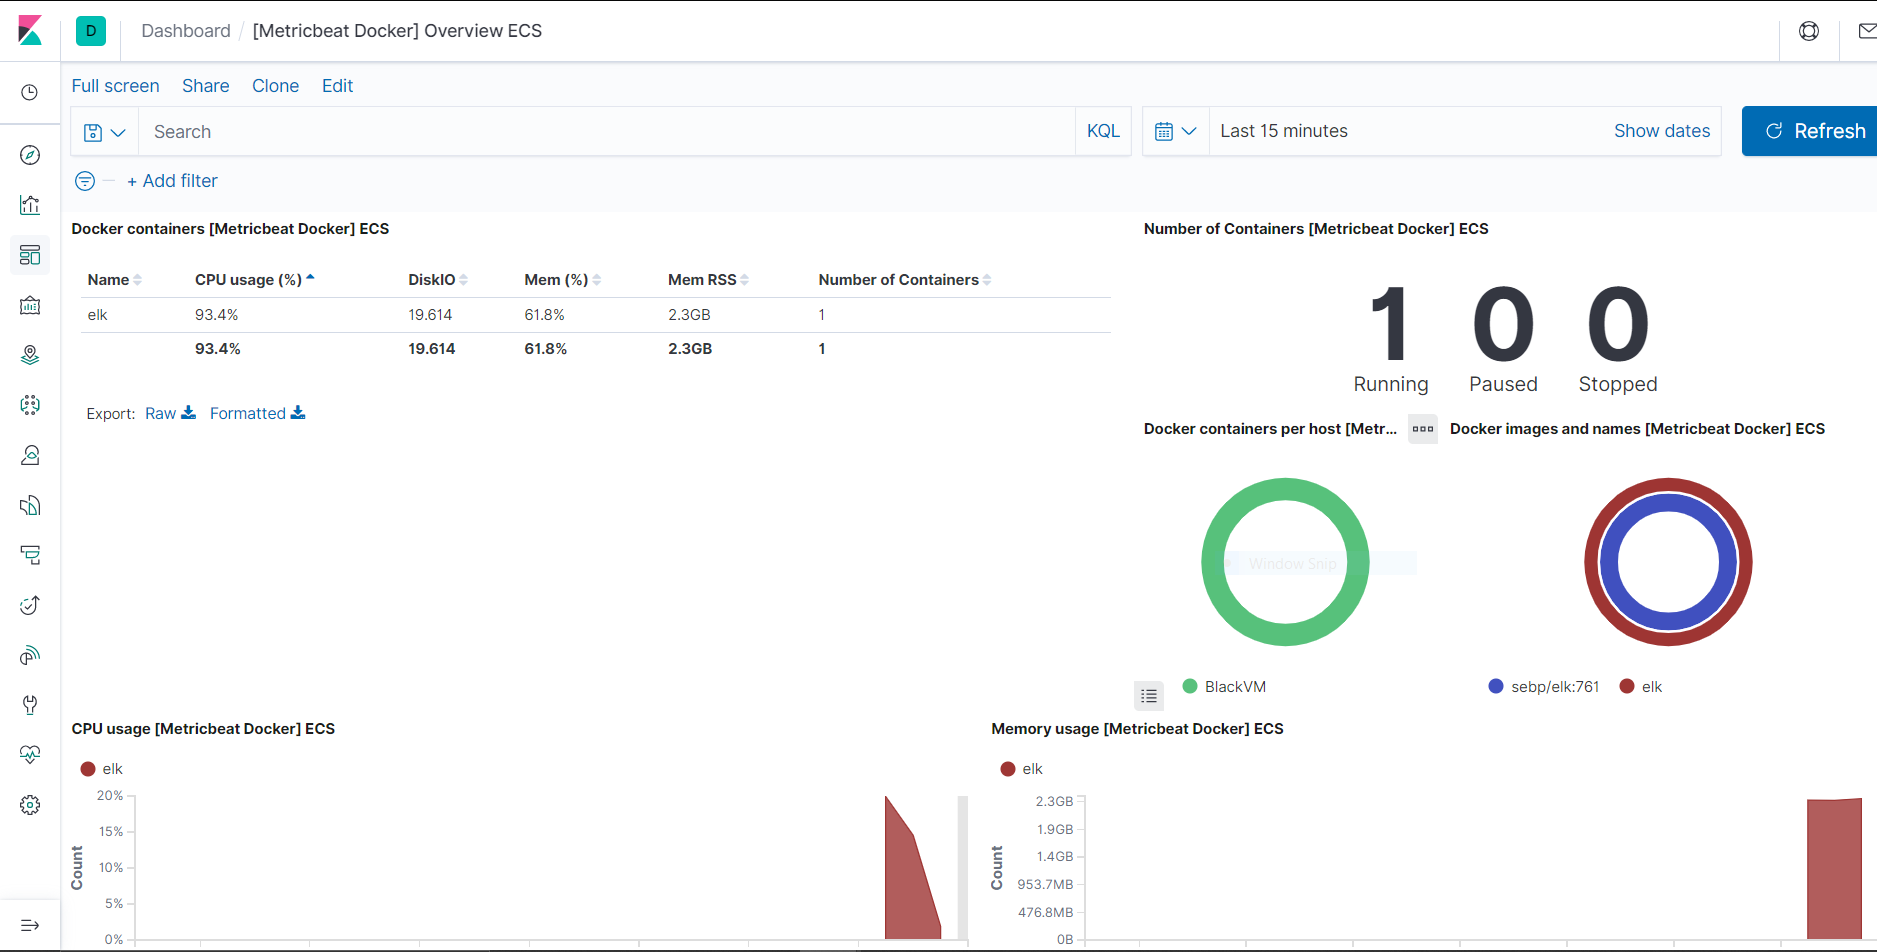 D Dashboard / [Metricbeat Docker] Overview ECS
Full screen Share Clone Edit
Search KQL Last 15 minutes Show dates Refresh
+ Add filter
Docker containers [Metricbeat Docker] ECS
Name CPU usage (%) DiskIO Mem (%) Mem RSS Number of Containers
elk 93.4% 19.614 61.8% 2.3GB 1
93.4% 19.614 61.8% 2.3GB 1
Export: Raw Formatted
Number of Containers [Metricbeat Docker] ECS
1 0 0
Running Paused Stopped
Docker containers per host [Metr...
Window Snip
BlackVM
Docker images and names [Metricbeat Docker] ECS
sebp/elk:761 elk
CPU usage [Metricbeat Docker] ECS
elk
20%
15%
10%
5%
0%
Count
Memory usage [Metricbeat Docker] ECS
elk
2.3GB
1.9GB
1.4GB
953.7MB
476.8MB
0B
Count